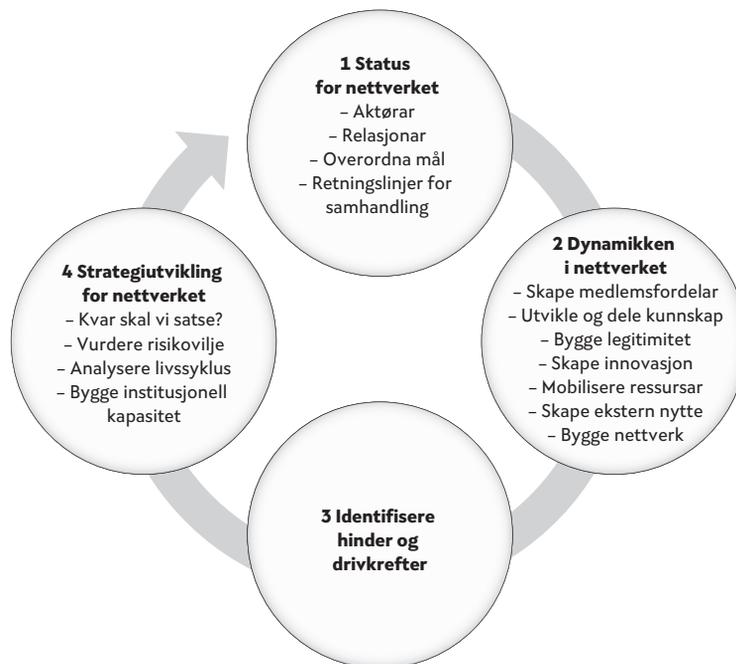 1 Status
for nettverket
– Aktørar
– Relasjonar
– Overordna mål
– Retningslinjer for
samhandling
2 Dynamikken
i nettverket
– Skape medlemsfordelar
– Utvikle og dele kunnskap
– Bygge legitimitet
– Skape innovasjon
– Mobilisere ressursar
– Skape ekstern nytte
– Bygge nettverk
3 Identifisere
hinder og
drivkrefter
4 Strategiutvikling
for nettverket
– Kvar skal vi satse?
– Vurdere risikovilje
– Analysere livssyklus
– Bygge institusjonell
kapasitet